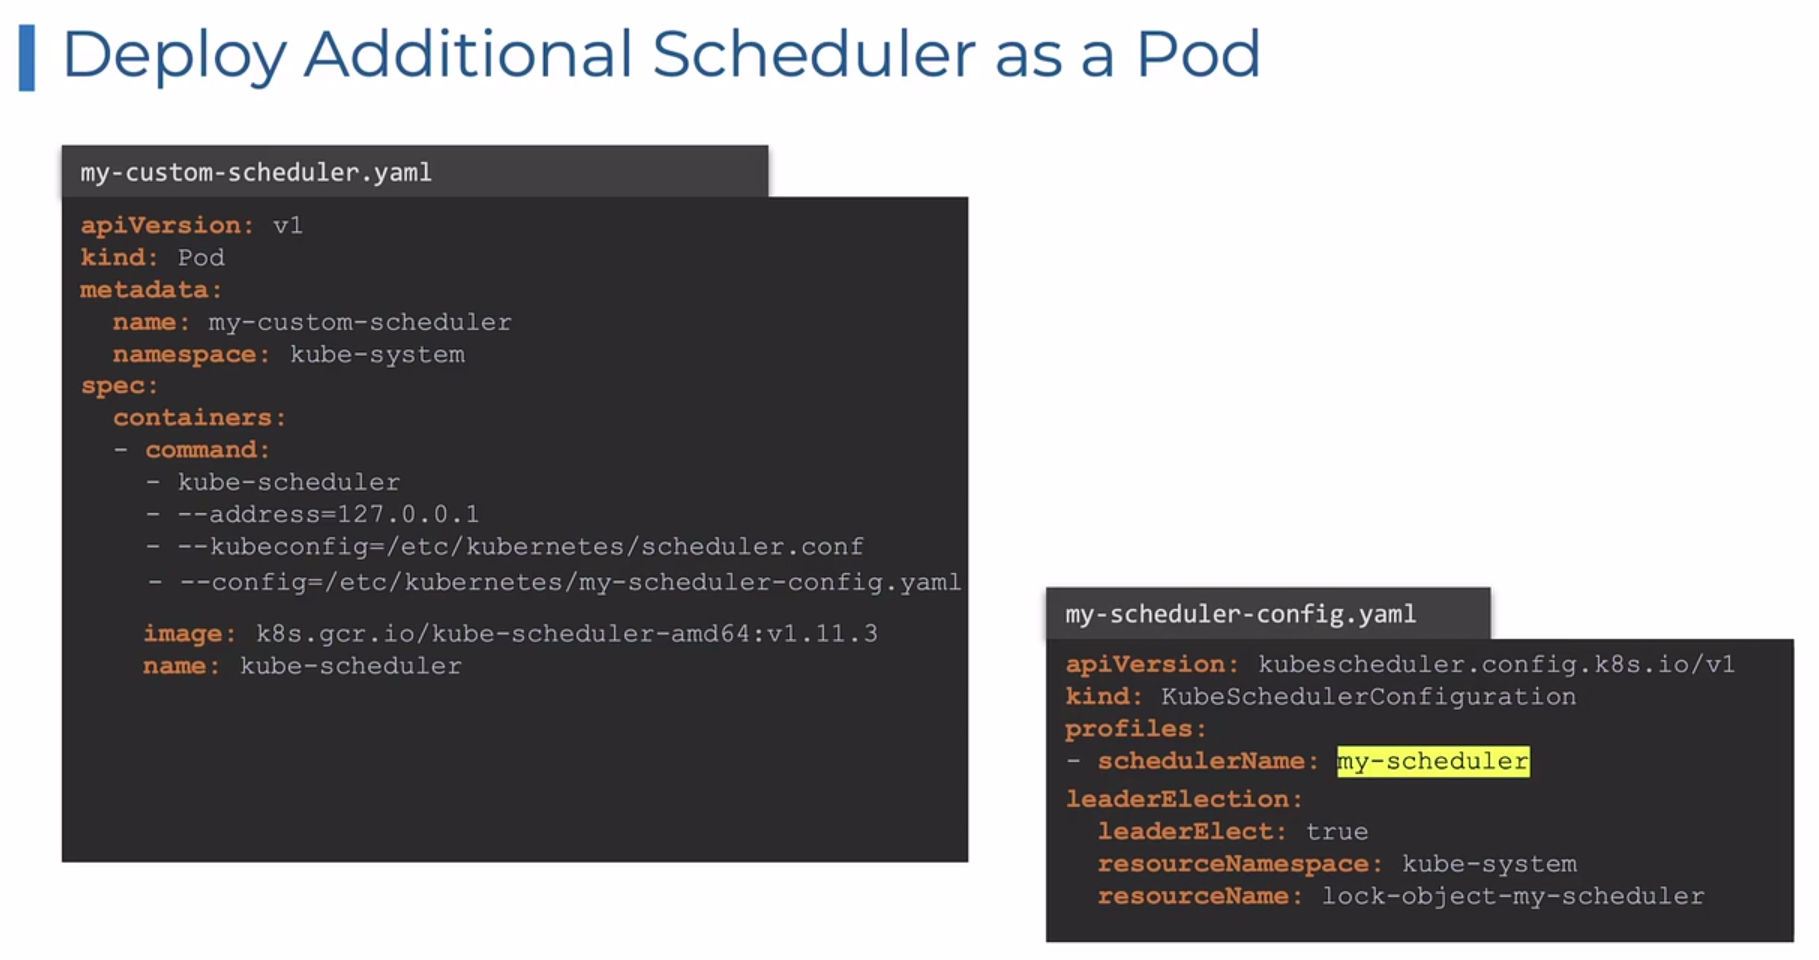 Deploy Additional Scheduler as a Pod
my-custom-scheduler.yaml
apiVersion: v1
kind: Pod
metadata:
  name: my-custom-scheduler
  namespace: kube-system
spec:
  containers:
  - command:
    - kube-scheduler
    - --address=127.0.0.1
    - --kubeconfig=/etc/kubernetes/scheduler.conf
    - --config=/etc/kubernetes/my-scheduler-config.yaml
    image: k8s.gcr.io/kube-scheduler-amd64:v1.11.3
    name: kube-scheduler
my-scheduler-config.yaml
apiVersion: kubescheduler.config.k8s.io/v1
kind: KubeSchedulerConfiguration
profiles:
- schedulerName: my-scheduler
leaderElection:
  leaderElect: true
  resourceNamespace: kube-system
  resourceName: lock-object-my-scheduler